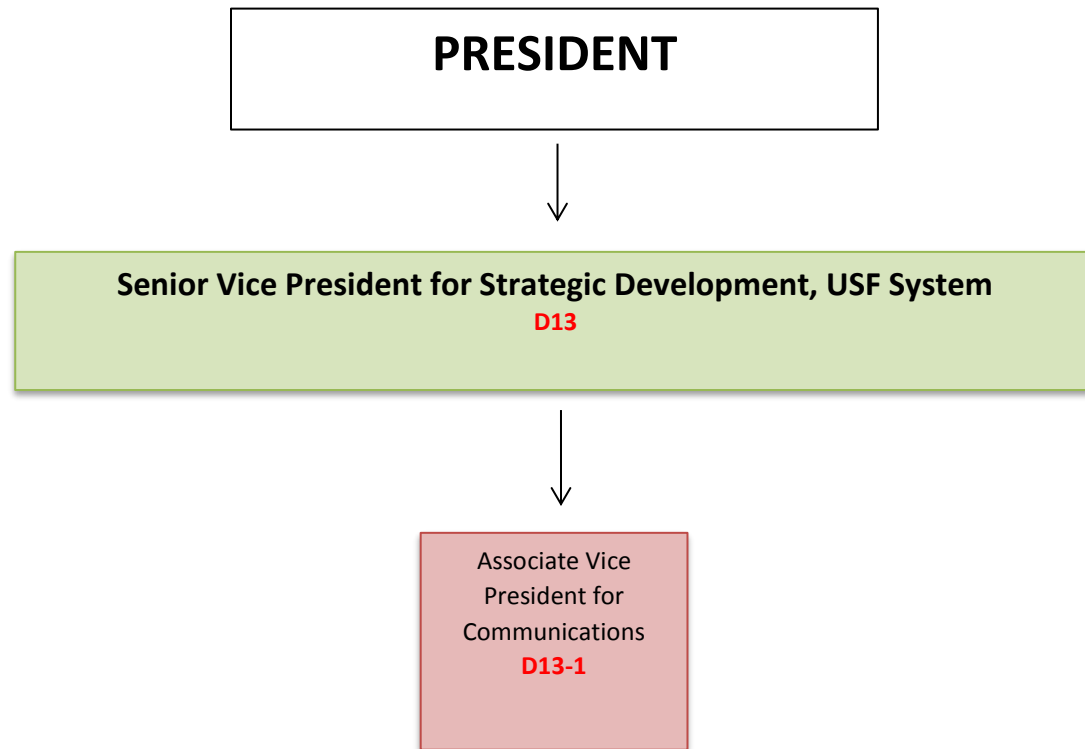 PRESIDENT
Senior Vice President for Strategic Development, USF System
D13
Associate Vice
President for
Communications
D13-1